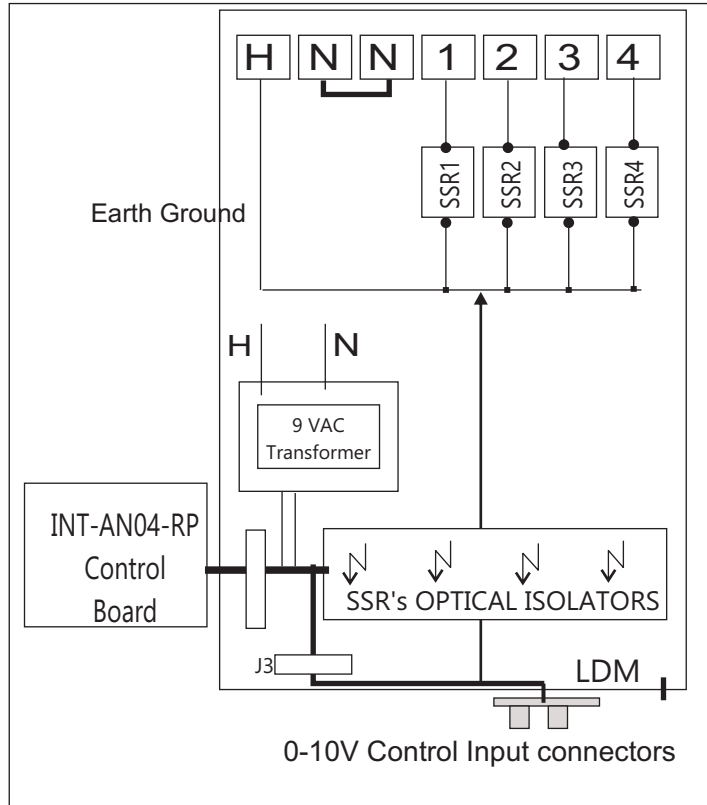 H N N 1 2 3 4
SSR1 SSR2 SSR3 SSR4
Earth Ground
H N
9 VAC
Transformer
INT-AN04-RP
Control
Board
SSR's OPTICAL ISOLATORS
J3
LDM
0-10V Control Input connectors